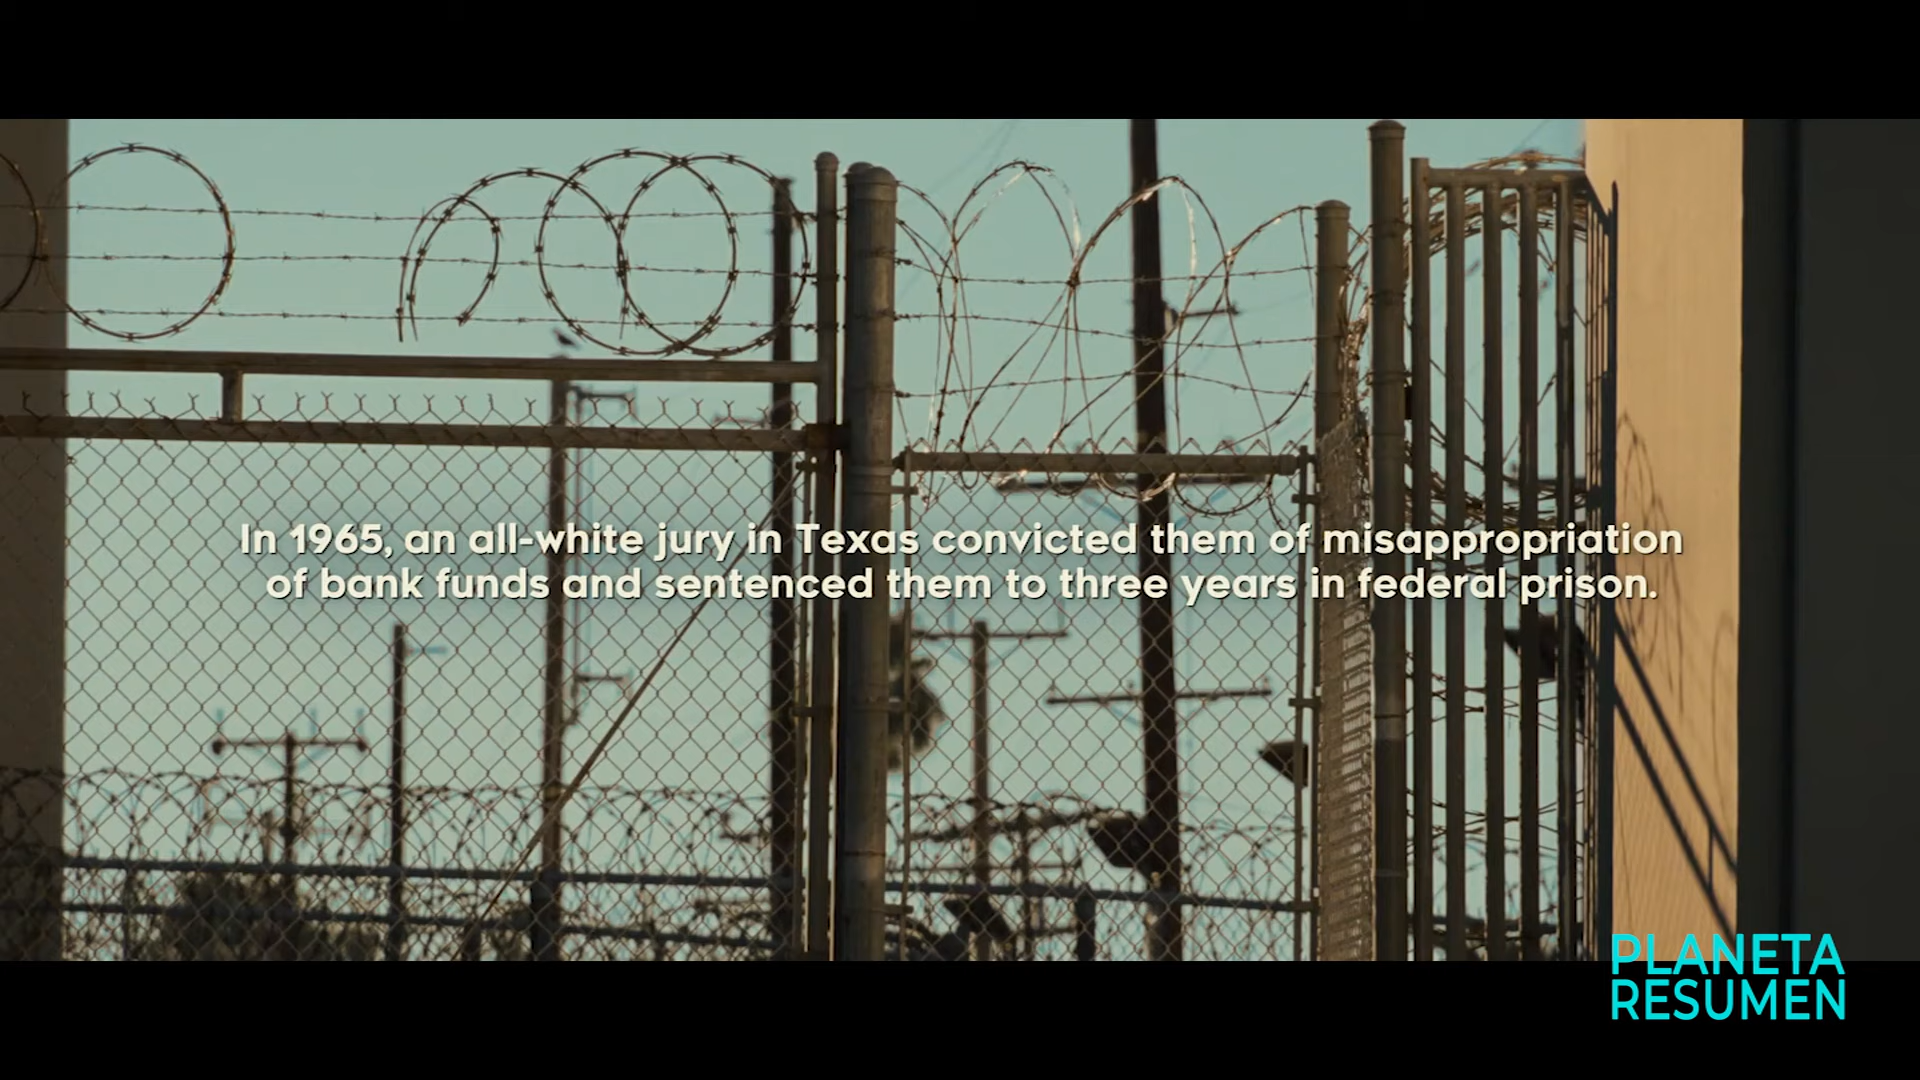 In 1965, an all-white jury in Texas convicted them of misappropriation
of bank funds and sentenced them to three years in federal prison.
PLANETA
RESUMEN